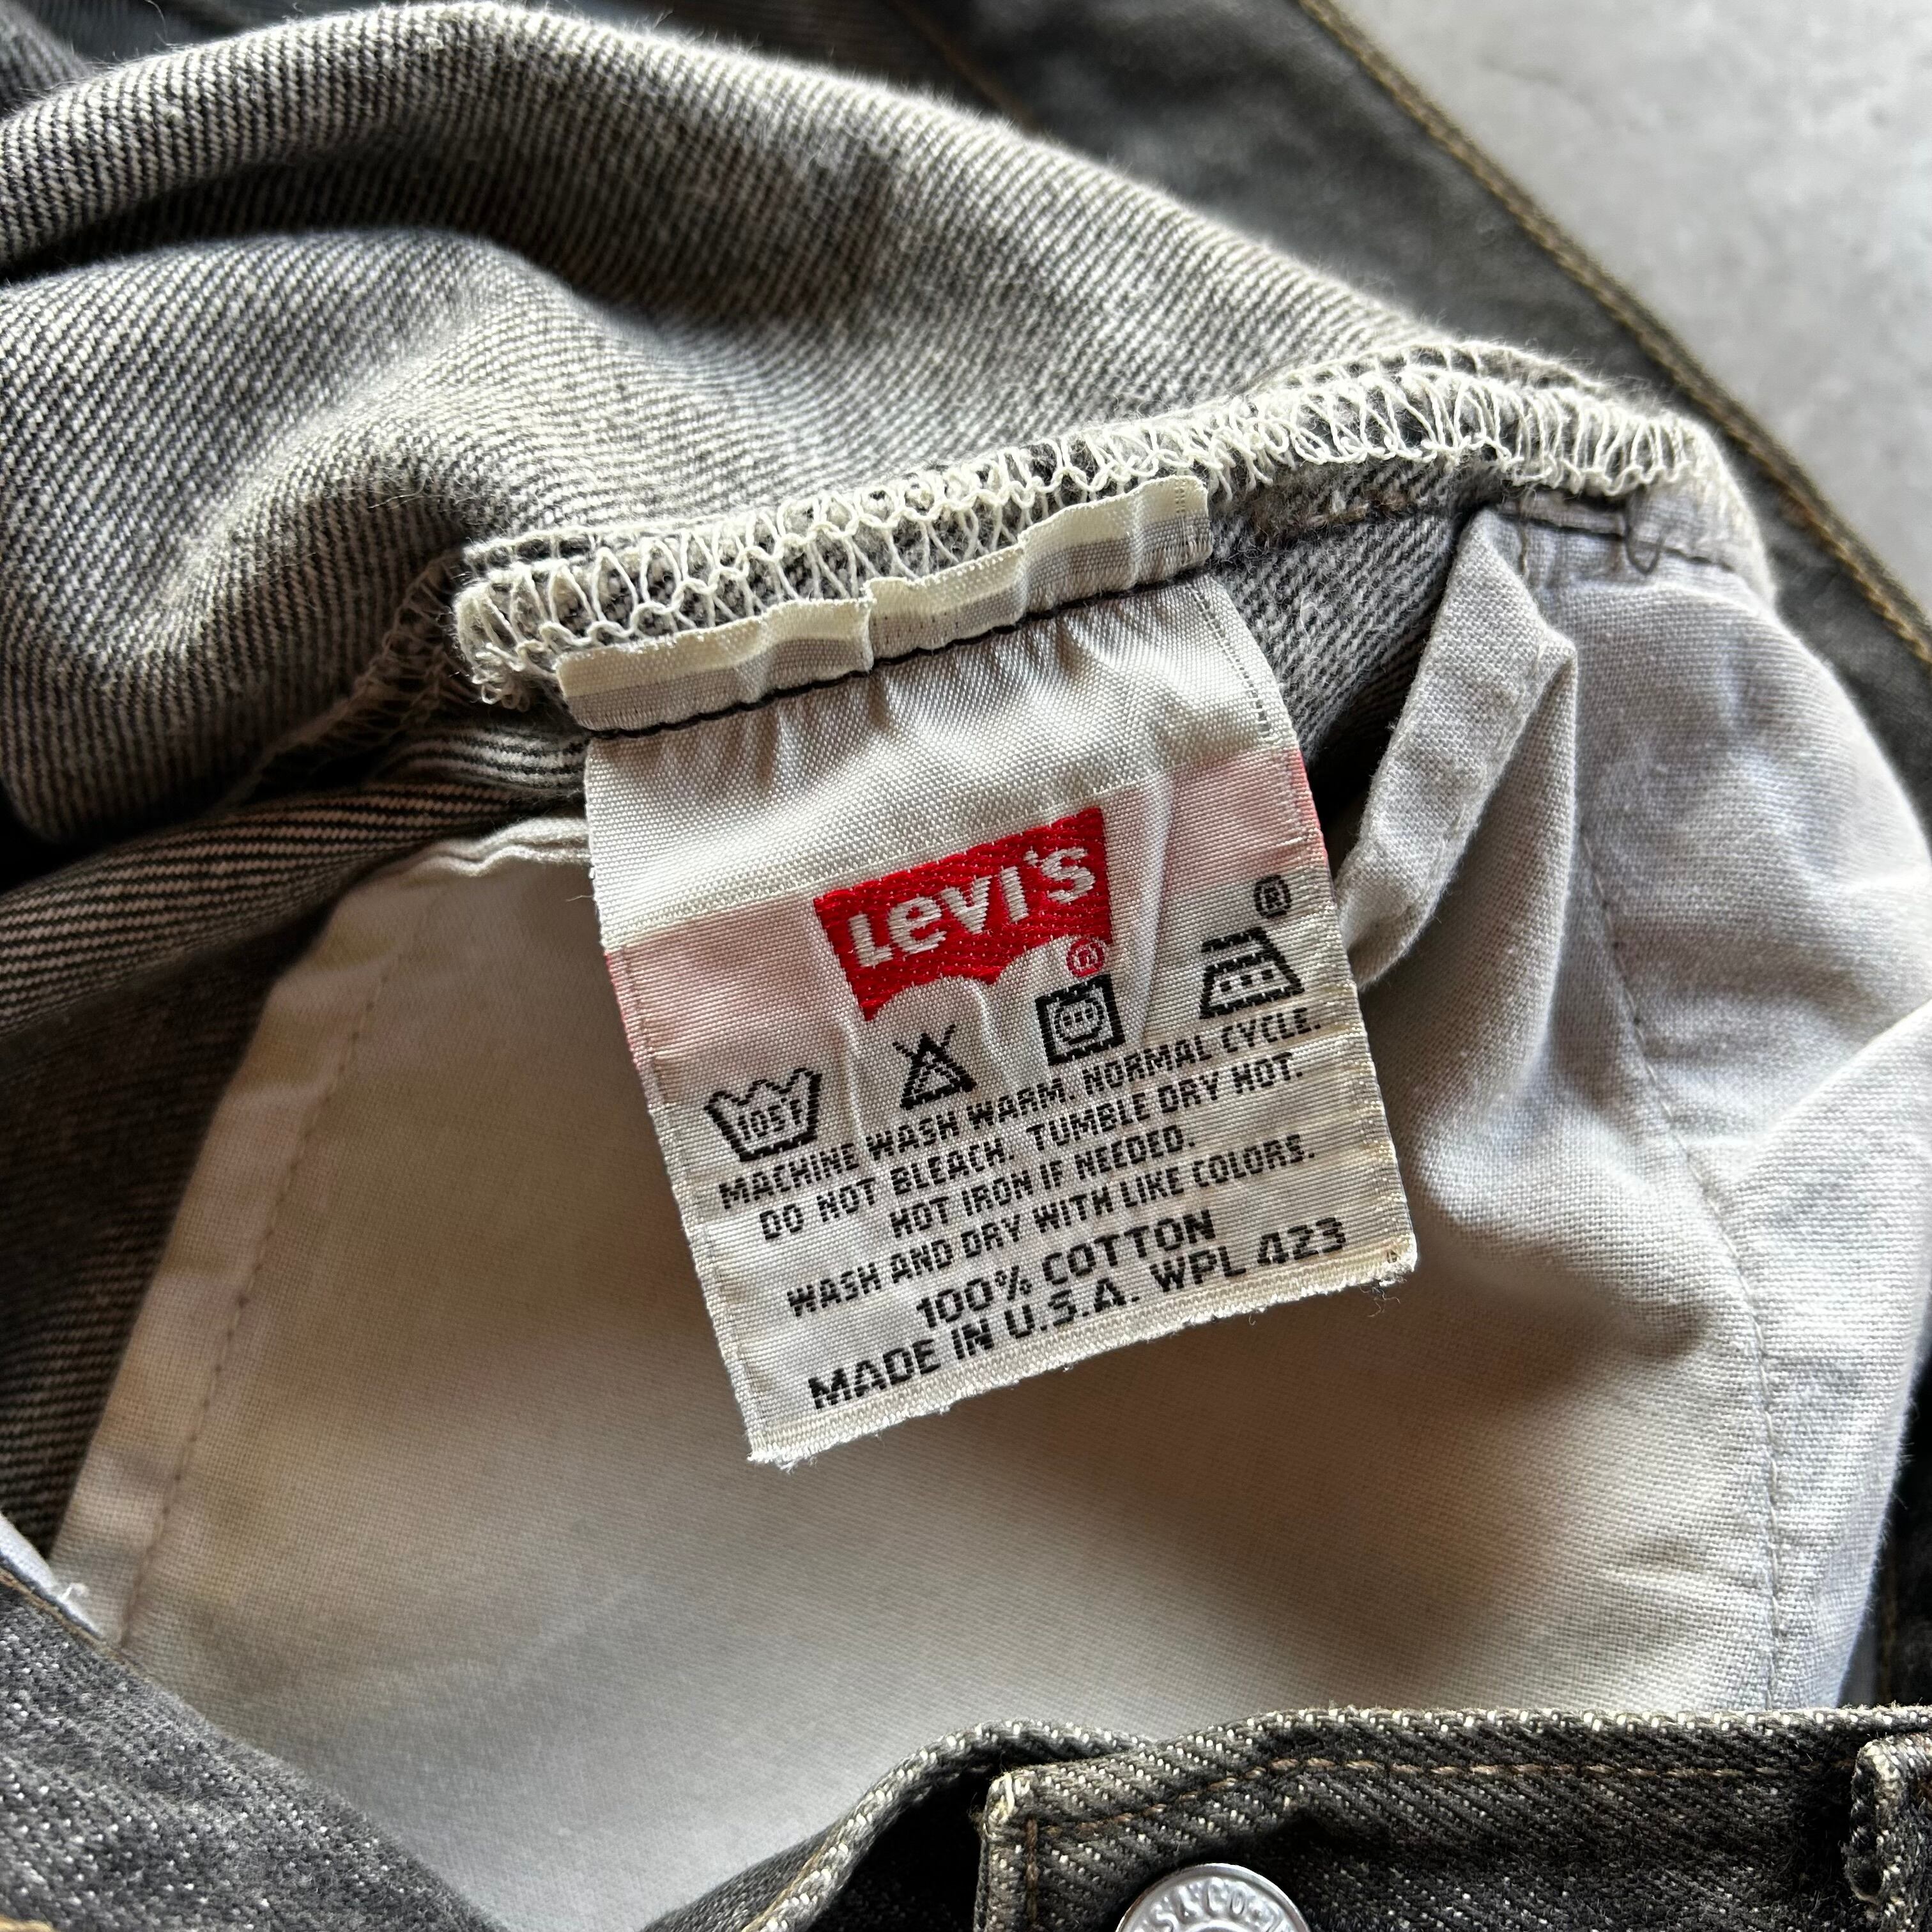 Levi's
®
®
105T
MACHINE WASH WARM. NORMAL CYCLE.
DO NOT BLEACH. TUMBLE DRY HOT.
HOT IRON IF NEEDED.
WASH AND DRY WITH LIKE COLORS.
100% COTTON
MADE IN U.S.A. WPL 423